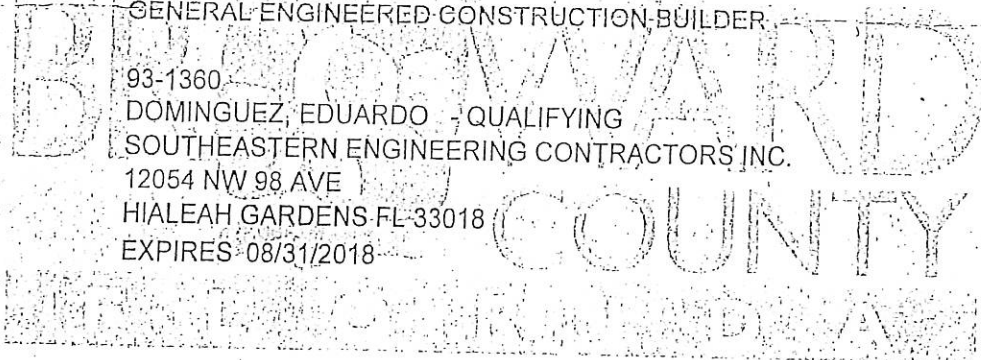 GENERAL ENGINEERED CONSTRUCTION BUILDER
BROWARD
93-1360
DOMINGUEZ, EDUARDO - QUALIFYING
SOUTHEASTERN ENGINEERING CONTRACTORS INC.
12054 NW 98 AVE
HIALEAH GARDENS FL 33018
COUNTY
EXPIRES 08/31/2018